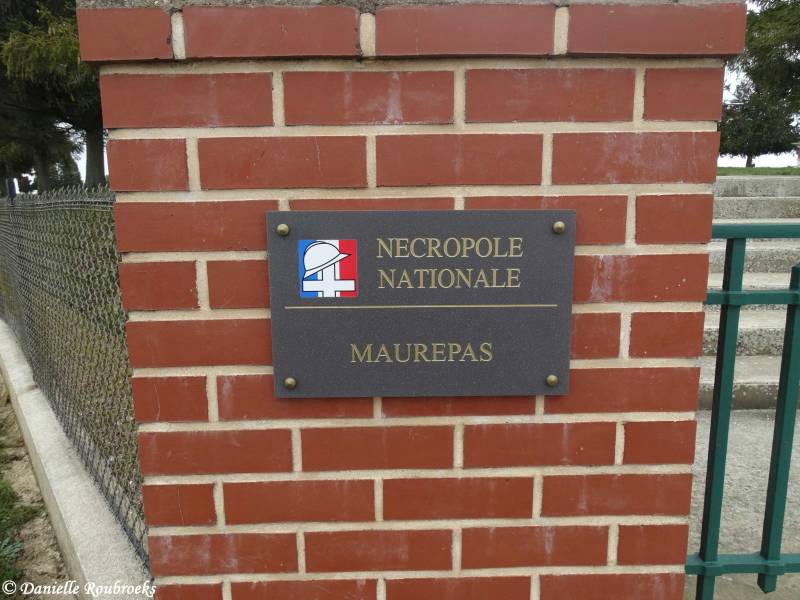 NECROPOLE
NATIONALE
MAUREPAS
© Danielle Roubroeks